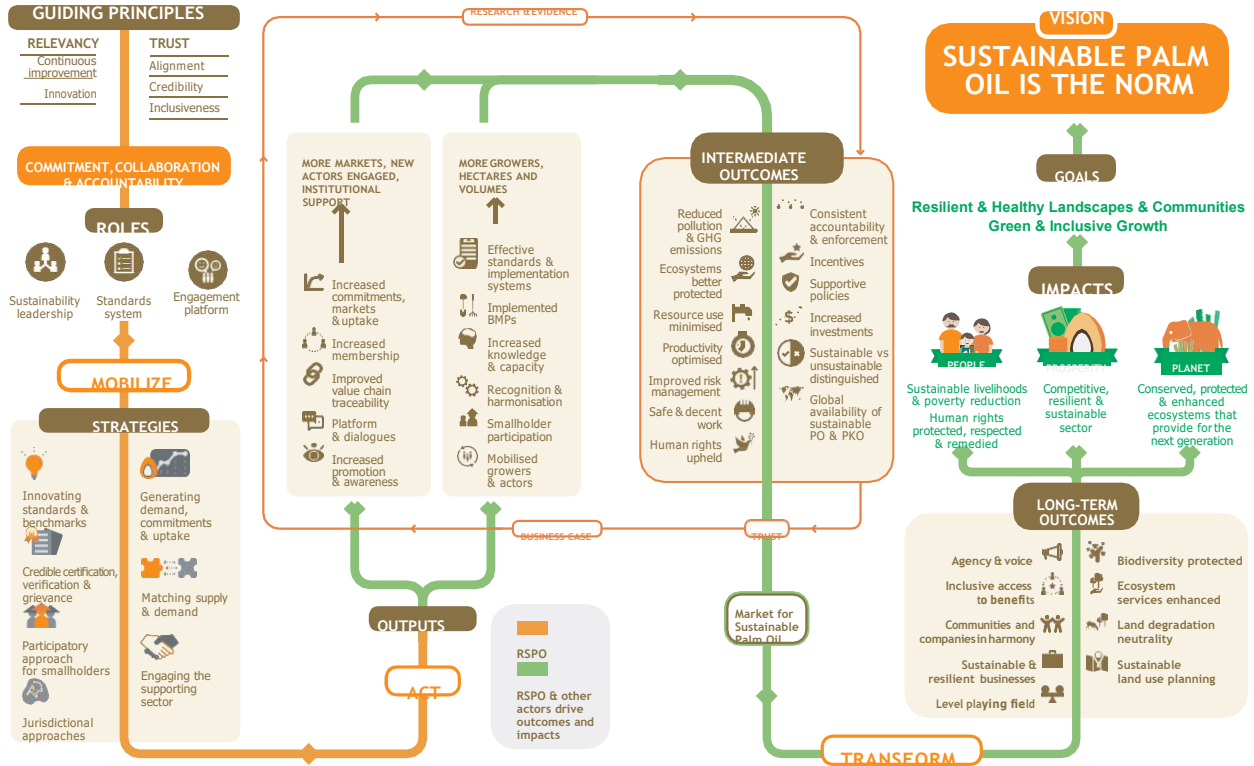 GUIDING PRINCIPLES
RELEVANCY
Continuous
improvement
Innovation
TRUST
Alignment
Credibility
Inclusiveness
COMMITMENT, COLLABORATION
& ACCOUNTABILITY
ROLES
Sustainability
leadership
Standards
system
Engagement
platform
MOBILIZE
STRATEGIES
Innovating
standards &
benchmarks
Credible certification,
verification &
grievance
Participatory
approach
for smallholders
Jurisdictional
approaches
Generating
demand,
commitments
& uptake
Matching supply
& demand
Engaging the
supporting
sector
RESEARCH & EVIDENCE
MORE MARKETS, NEW
ACTORS ENGAGED,
INSTITUTIONAL
SUPPORT
Increased
commitments,
markets
& uptake
Increased
membership
Improved
value chain
traceability
Platform
& dialogues
Increased
promotion
& awareness
MORE GROWERS,
HECTARES AND
VOLUMES
Effective
standards &
implementation
systems
Implemented
BMPs
Increased
knowledge
& capacity
Recognition &
harmonisation
Smallholder
participation
Mobilised
growers
& actors
BUSINESS CASE
TRUST
OUTPUTS
ACT
RSPO
RSPO & other
actors drive
outcomes and
impacts
INTERMEDIATE
OUTCOMES
Reduced
pollution
& GHG
emissions
Ecosystems
better
protected
Resource use
minimised
Productivity
optimised
Improved risk
management
Safe & decent
work
Human rights
upheld
Consistent
accountability
& enforcement
Incentives
Supportive
policies
Increased
investments
Sustainable vs
unsustainable
distinguished
Global
availability of
sustainable
PO & PKO
Market for
Sustainable
Palm Oil
TRANSFORM
VISION
SUSTAINABLE PALM
OIL IS THE NORM
GOALS
Resilient & Healthy Landscapes & Communities
Green & Inclusive Growth
IMPACTS
PEOPLE
Sustainable livelihoods
& poverty reduction
Human rights
protected, respected
& remedied
PROSPERITY
Competitive,
resilient &
sustainable
sector
PLANET
Conserved, protected
& enhanced
ecosystems that
provide for the
next generation
LONG-TERM
OUTCOMES
Agency & voice
Inclusive access
to benefits
Communities and
companies in harmony
Sustainable &
resilient businesses
Level playing field
Biodiversity protected
Ecosystem
services enhanced
Land degradation
neutrality
Sustainable
land use planning